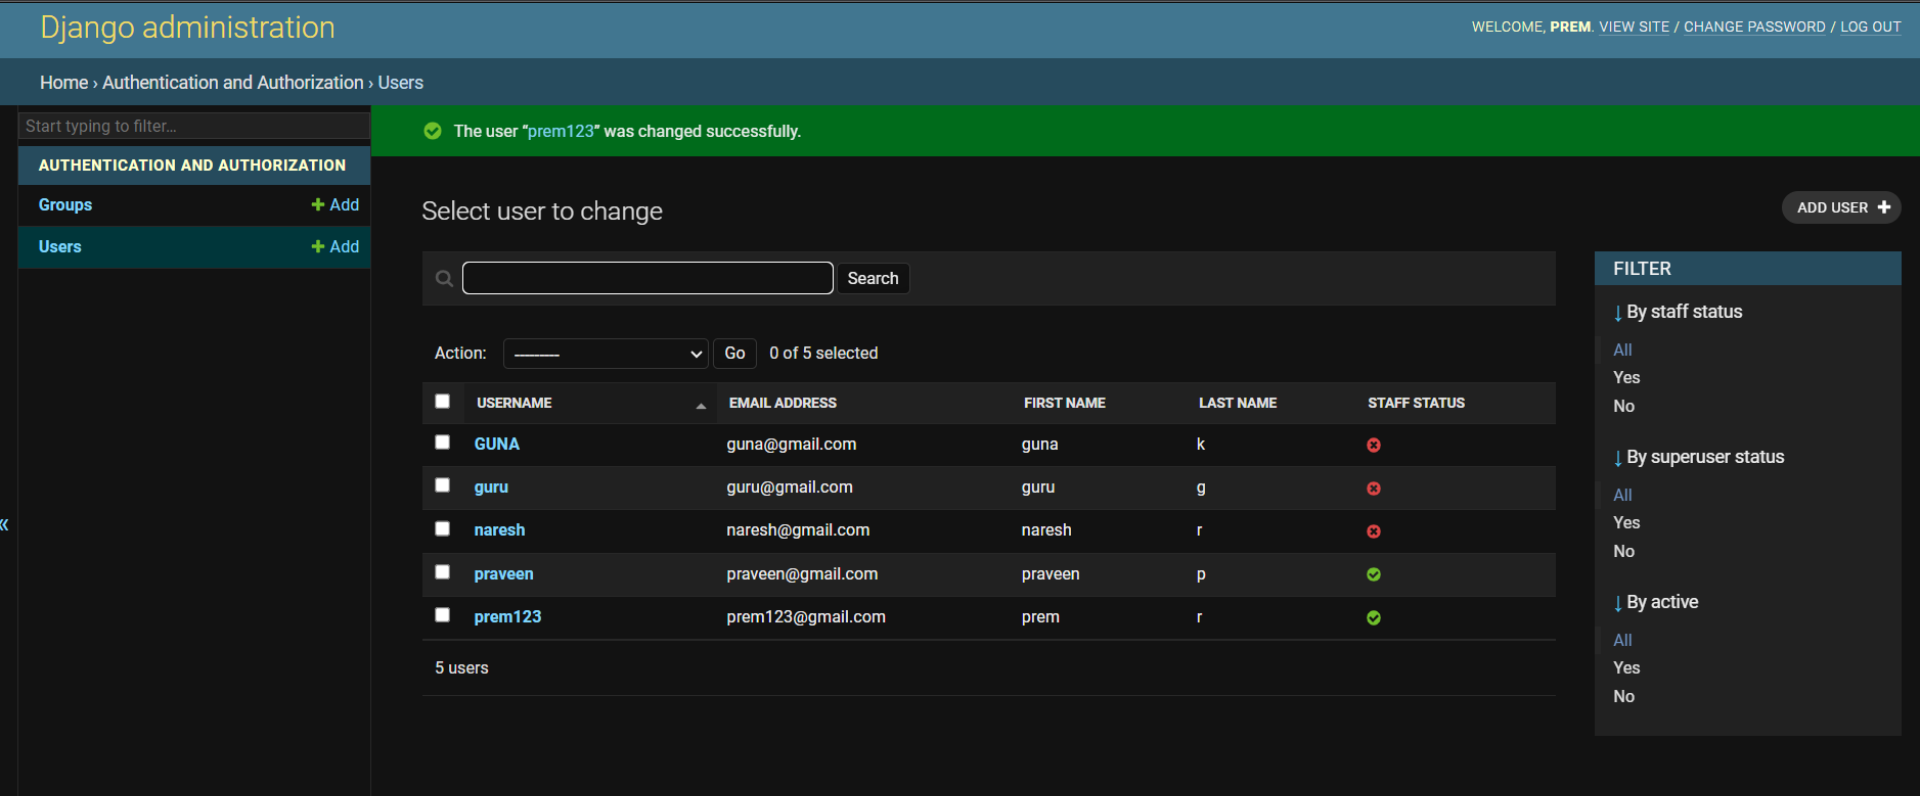 Django administration
WELCOME, PREM. VIEW SITE / CHANGE PASSWORD / LOG OUT
Home › Authentication and Authorization › Users
Start typing to filter...
AUTHENTICATION AND AUTHORIZATION
Groups + Add
Users + Add
«
The user “prem123” was changed successfully.
Select user to change
ADD USER +
Search
Action: --------- Go 0 of 5 selected
USERNAME EMAIL ADDRESS FIRST NAME LAST NAME STAFF STATUS
GUNA guna@gmail.com guna k
guru guru@gmail.com guru g
naresh naresh@gmail.com naresh r
praveen praveen@gmail.com praveen p
prem123 prem123@gmail.com prem r
5 users
FILTER
↓ By staff status
All
Yes
No
↓ By superuser status
All
Yes
No
↓ By active
All
Yes
No